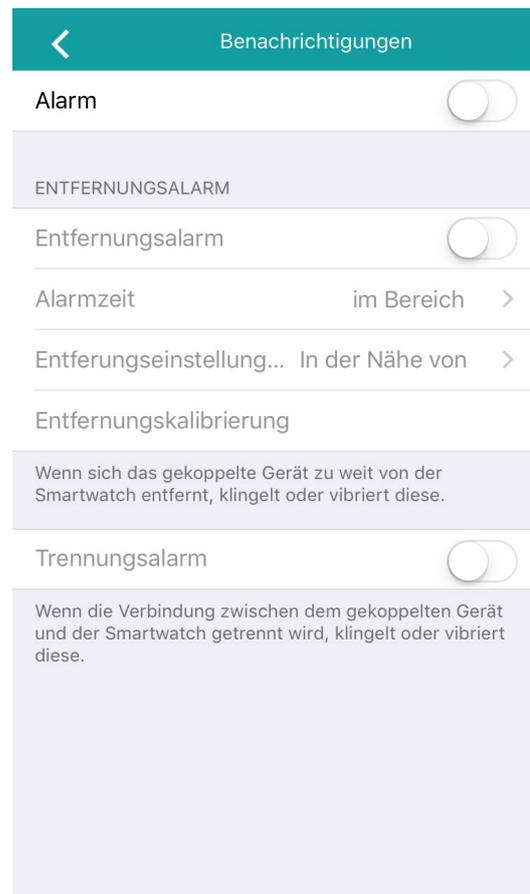 Benachrichtigungen
Alarm
ENTFERNUNGSALARM
Entfernungsalarm
Alarmzeit im Bereich
Entferungseinstellung... In der Nähe von
Entfernungskalibrierung
Wenn sich das gekoppelte Gerät zu weit von der
Smartwatch entfernt, klingelt oder vibriert diese.
Trennungsalarm
Wenn die Verbindung zwischen dem gekoppelten Gerät
und der Smartwatch getrennt wird, klingelt oder vibriert
diese.